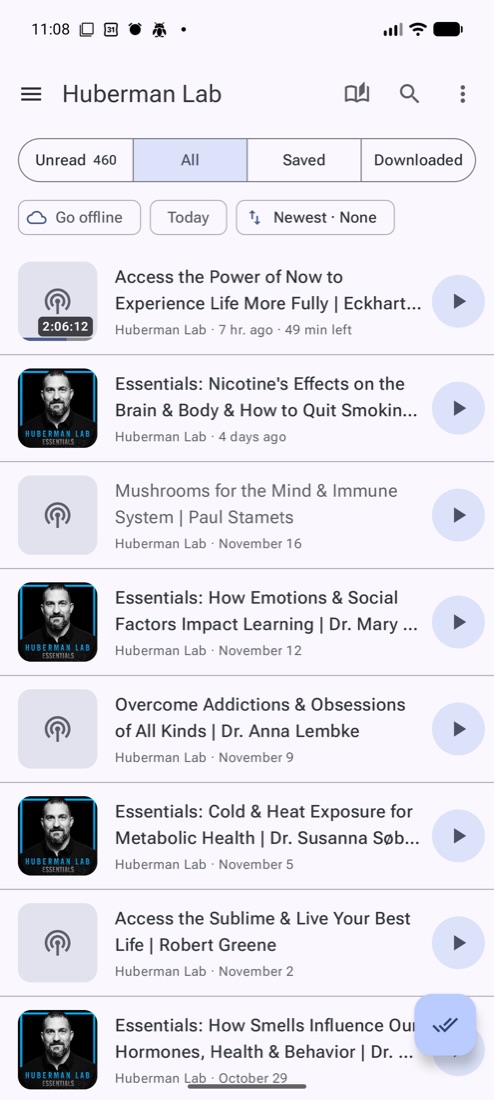 11:08
31
Huberman Lab
Unread 460
All
Saved
Downloaded
Go offline
Today
Newest · None
2:06:12
Access the Power of Now to
Experience Life More Fully | Eckhart...
Huberman Lab · 7 hr. ago · 49 min left
HUBERMAN LAB
ESSENTIALS
Essentials: Nicotine's Effects on the
Brain & Body & How to Quit Smokin...
Huberman Lab · 4 days ago
Mushrooms for the Mind & Immune
System | Paul Stamets
Huberman Lab · November 16
HUBERMAN LAB
ESSENTIALS
Essentials: How Emotions & Social
Factors Impact Learning | Dr. Mary ...
Huberman Lab · November 12
Overcome Addictions & Obsessions
of All Kinds | Dr. Anna Lembke
Huberman Lab · November 9
HUBERMAN LAB
ESSENTIALS
Essentials: Cold & Heat Exposure for
Metabolic Health | Dr. Susanna Søb...
Huberman Lab · November 5
Access the Sublime & Live Your Best
Life | Robert Greene
Huberman Lab · November 2
HUBERMAN LAB
ESSENTIALS
Essentials: How Smells Influence Our
Hormones, Health & Behavior | Dr. ...
Huberman Lab · October 29